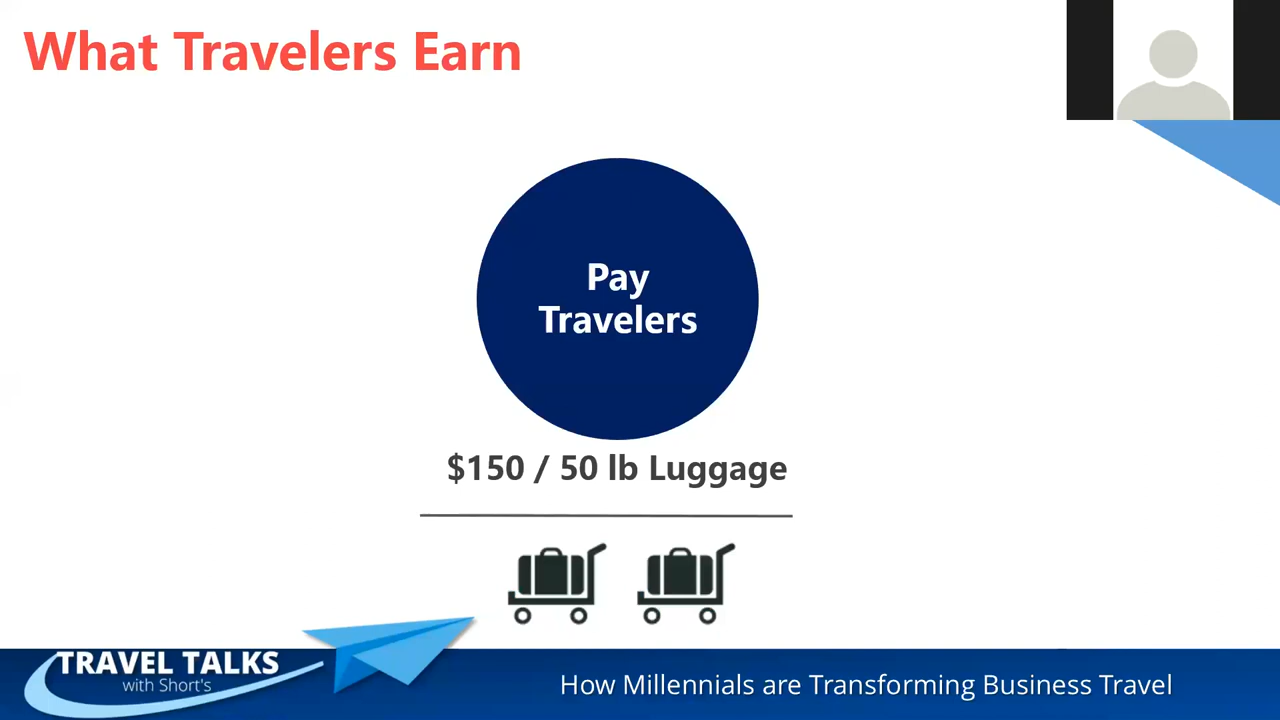 What Travelers Earn
Pay
Travelers
$150 / 50 lb Luggage
TRAVEL TALKS
with Short's
How Millennials are Transforming Business Travel